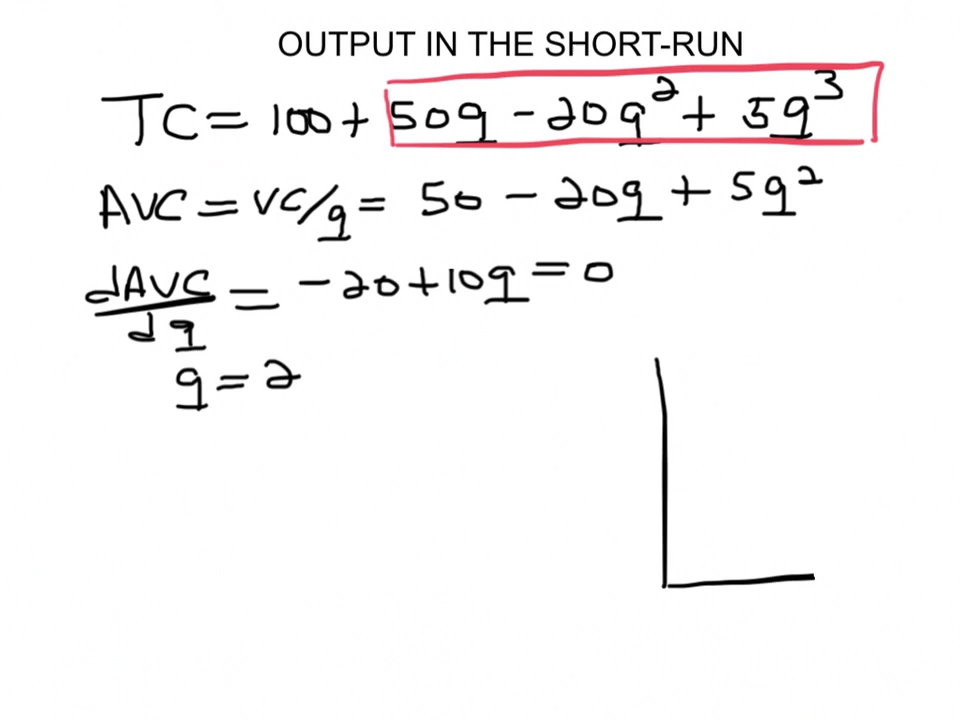 OUTPUT IN THE SHORT-RUN
TC = 100 + 50q - 20q² + 5q³
AVC = VC/q = 50 - 20q + 5q²
dAVC/dq = -20 + 10q = 0
q = 2